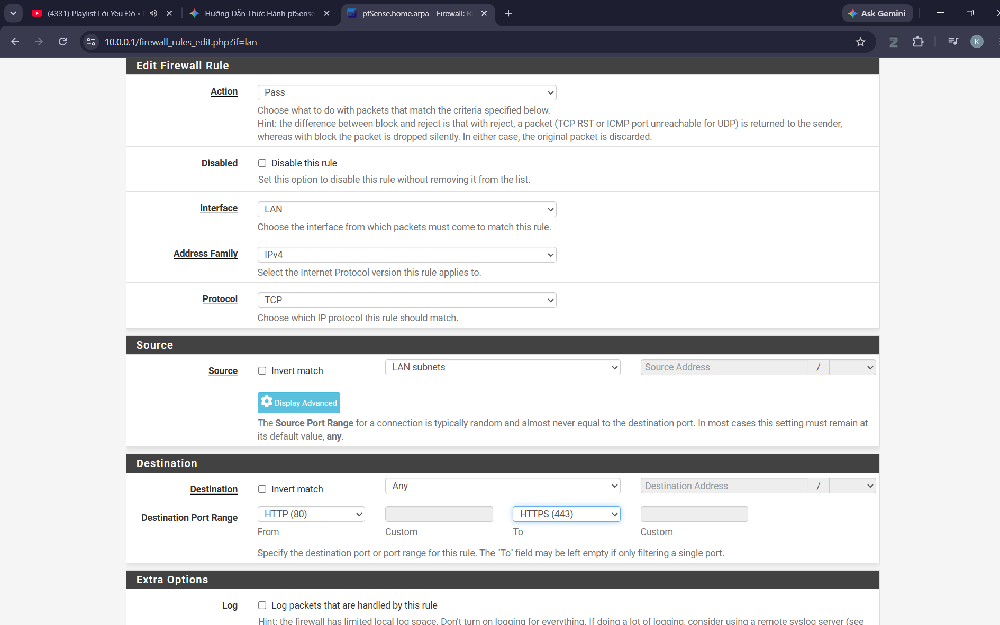 (4331) Playlist Lời Yêu Đó •
Hướng Dẫn Thực Hành pfSense
pfSense.home.arpa - Firewall: R
Ask Gemini
10.0.0.1/firewall_rules_edit.php?if=lan
K
Edit Firewall Rule
Action
Pass
Choose what to do with packets that match the criteria specified below.
Hint: the difference between block and reject is that with reject, a packet (TCP RST or ICMP port unreachable for UDP) is returned to the sender,
whereas with block the packet is dropped silently. In either case, the original packet is discarded.
Disabled
Disable this rule
Set this option to disable this rule without removing it from the list.
Interface
LAN
Choose the interface from which packets must come to match this rule.
Address Family
IPv4
Select the Internet Protocol version this rule applies to.
Protocol
TCP
Choose which IP protocol this rule should match.
Source
Source
Invert match
LAN subnets
Source Address
/
Display Advanced
The Source Port Range for a connection is typically random and almost never equal to the destination port. In most cases this setting must remain at
its default value, any.
Destination
Destination
Invert match
Any
Destination Address
/
Destination Port Range
HTTP (80)
HTTPS (443)
From
Custom
To
Custom
Specify the destination port or port range for this rule. The "To" field may be left empty if only filtering a single port.
Extra Options
Log
Log packets that are handled by this rule
Hint: the firewall has limited local log space. Don't turn on logging for everything. If doing a lot of logging, consider using a remote syslog server (see